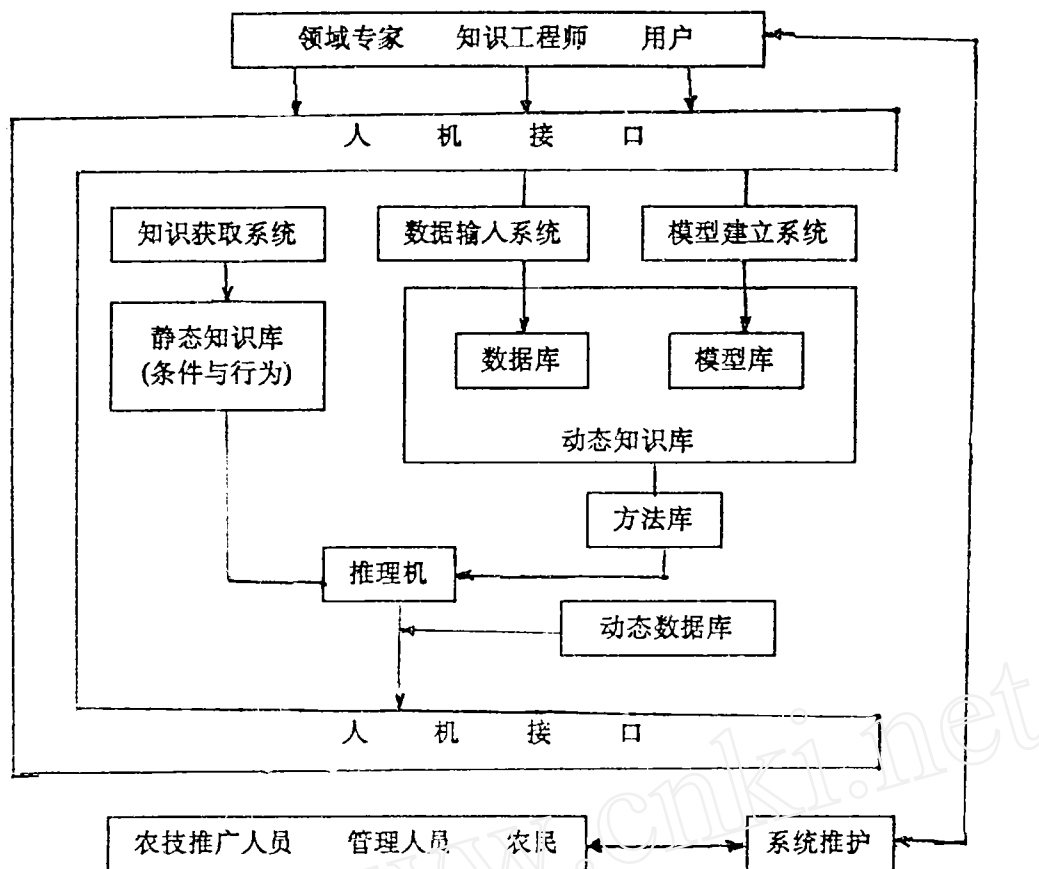 领域专家 知识工程师 用户
人机接口
知识获取系统 数据输人系统 模型建立系统
静态知识库
(条件与行为)
数据库 模型库
动态知识库
方法库
推理机
动态数据库
人机接口
农技推广人员 管理人员 农民 系统推护
www.cnki.net